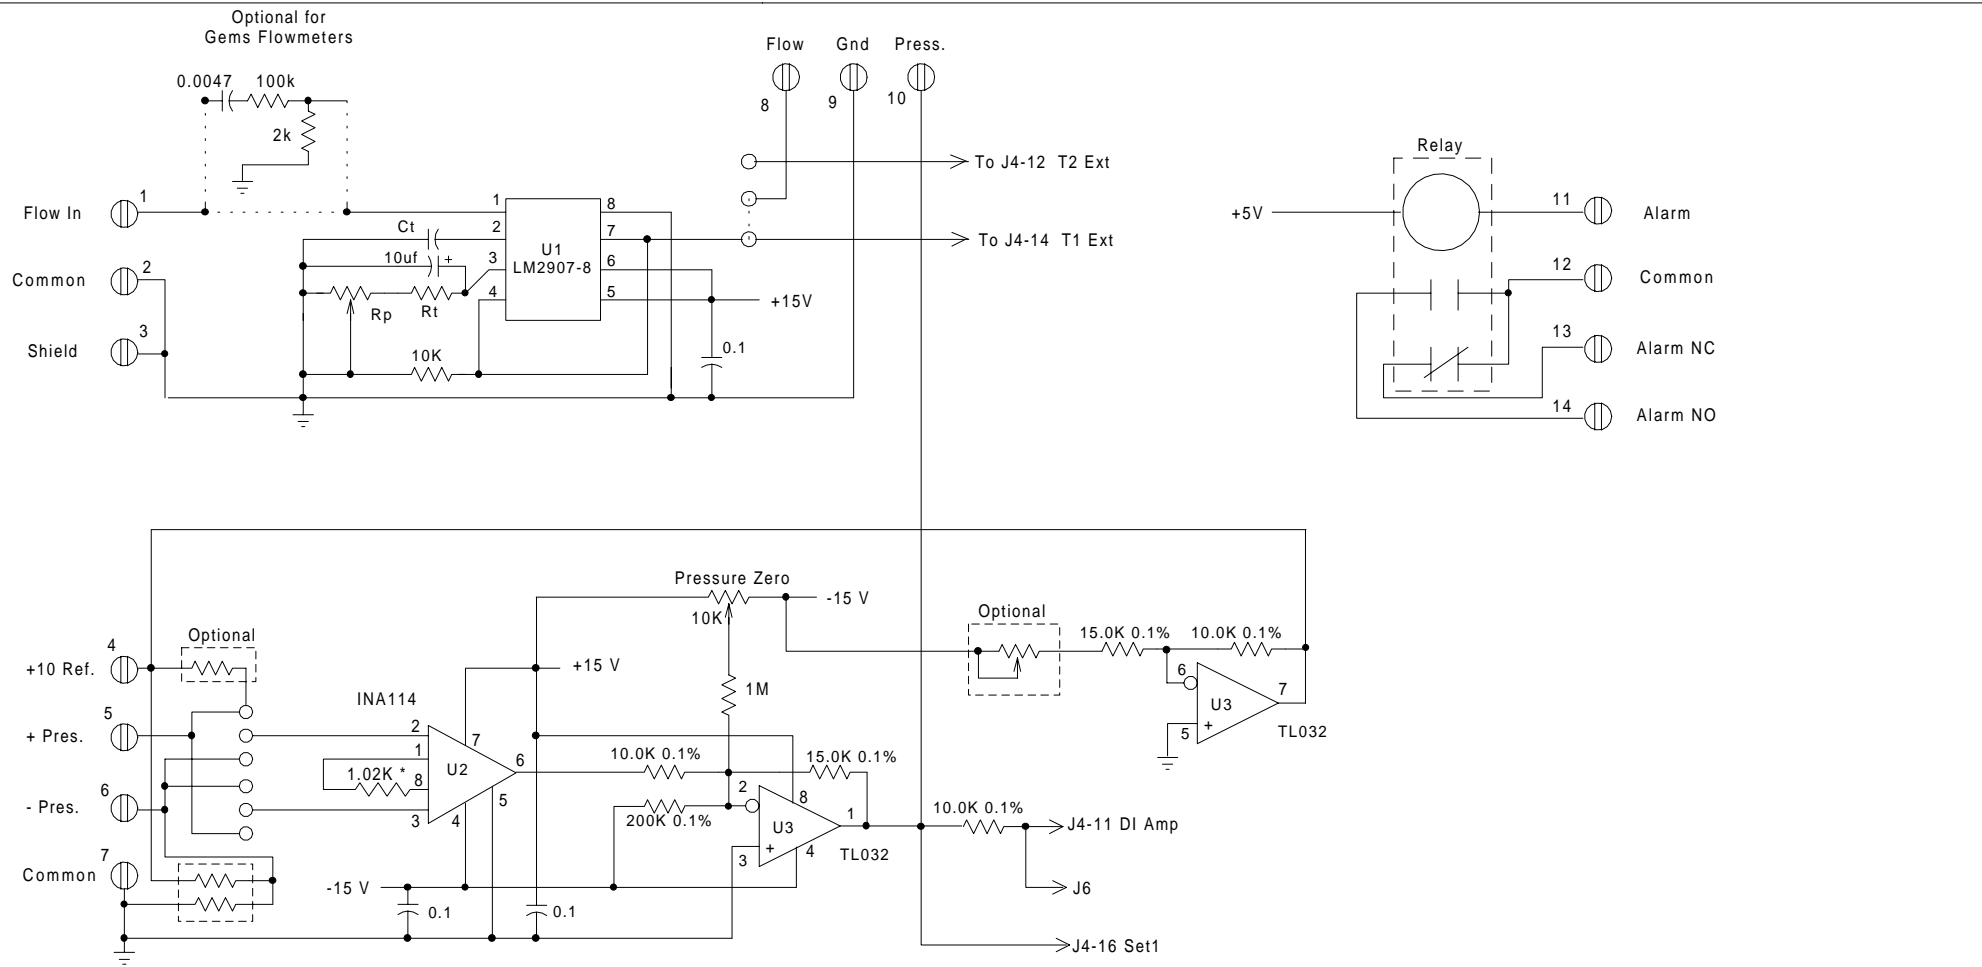 Optional for
Gems Flowmeters
0.0047
100k
2k
Flow
Gnd
Press.
8
9
10
1
Flow In
Common
2
Shield
3
Ct
10uf
+
Rp
Rt
10K
1
2
3
4
U1
LM2907-8
8
7
6
5
+15V
0.1
To J4-12 T2 Ext
To J4-14 T1 Ext
Relay
+5V
11
Alarm
12
Common
13
Alarm NC
14
Alarm NO
Pressure Zero
10K
-15 V
+15 V
1M
Optional
15.0K 0.1%
10.0K 0.1%
6
5
+
U3
7
TL032
4
+10 Ref.
Optional
5
+ Pres.
6
- Pres.
7
Common
INA114
2
1
1.02K *
8
3
U2
7
6
5
4
10.0K 0.1%
15.0K 0.1%
200K 0.1%
2
3
+
U3
8
1
4
TL032
-15 V
0.1
0.1
10.0K 0.1%
J4-11 DI Amp
J6
J4-16 Set1